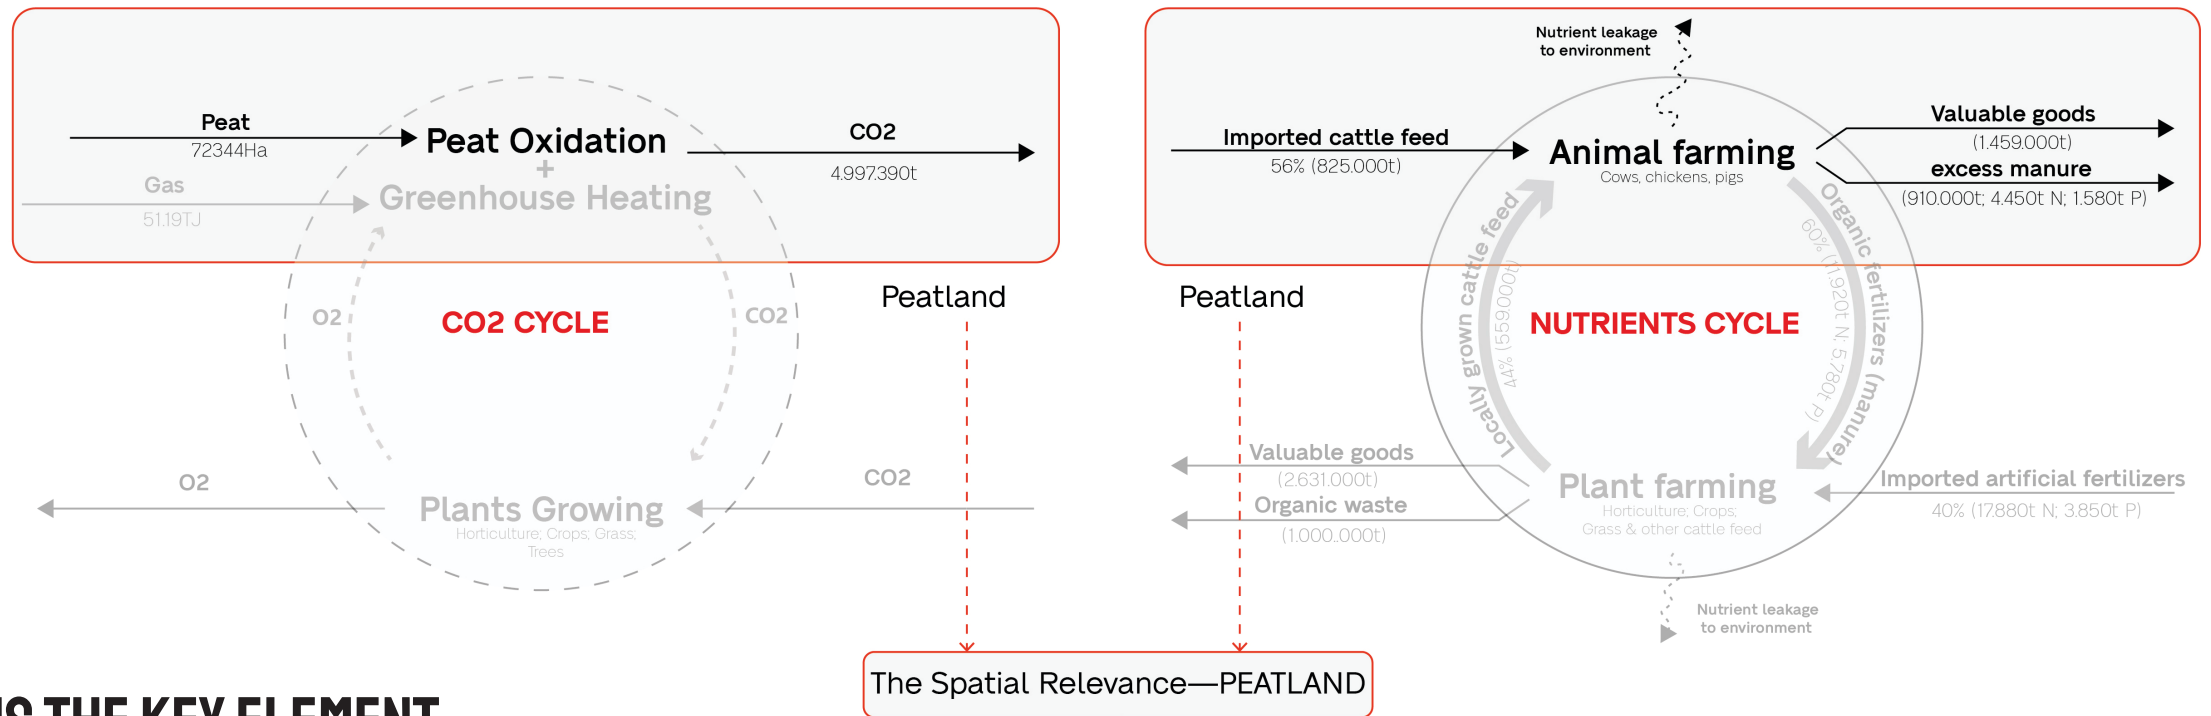 Peat
72344Ha
Gas
51.19TJ
Peat Oxidation
+
Greenhouse Heating
CO2
4.997.390t
O2
CO2 CYCLE
CO2
O2
Plants Growing
Horticulture; Crops; Grass;
Trees
CO2
Peatland
Nutrient leakage
to environment
Imported cattle feed
56% (825.000t)
Animal farming
Cows, chickens, pigs
Valuable goods
(1.459.000t)
excess manure
(910.000t; 4.450t N; 1.580t P)
Peatland
Locally grown cattle feed
44% (559.000t)
NUTRIENTS CYCLE
Organic fertilizers (manure)
60% (11.920t N; 5.780t P)
Valuable goods
(2.631.000t)
Organic waste
(1.000..000t)
Plant farming
Horticulture; Crops;
Grass & other cattle feed
Imported artificial fertilizers
40% (17.880t N; 3.850t P)
Nutrient leakage
to environment
The Spatial Relevance—PEATLAND
IS THE KEY ELEMENT